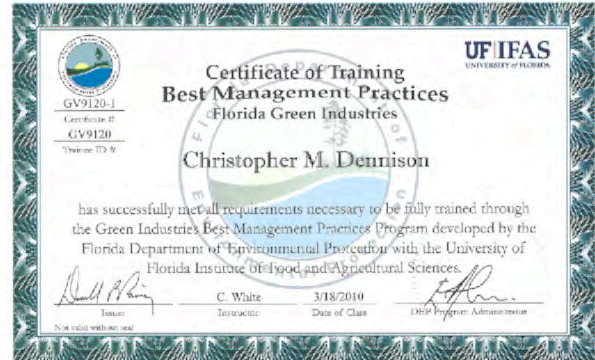 UF IFAS
UNIVERSITY of FLORIDA
Certificate of Training
Best Management Practices
Florida Green Industries
GV9120-1
Certificate #
GV9120
Trainee ID #
Christopher M. Dennison
has successfully met all requirements necessary to be fully trained through
the Green Industries Best Management Practices Program developed by the
Florida Department of Environmental Protection with the University of
Florida Institute of Food and Agricultural Sciences.
C. White
3/18/2010
Issuer
Instructor
Date of Class
DEP Program Administrator
Not valid without seal